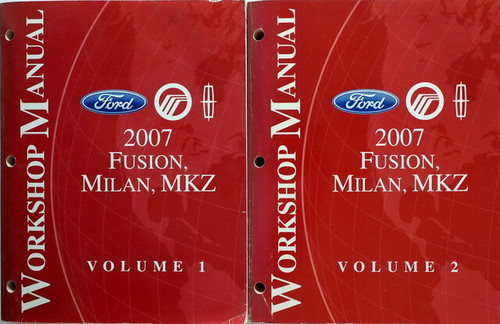 WORKSHOP MANUAL
Ford
2007
FUSION,
MILAN, MKZ
VOLUME 1
WORKSHOP MANUAL
Ford
2007
FUSION,
MILAN, MKZ
VOLUME 2